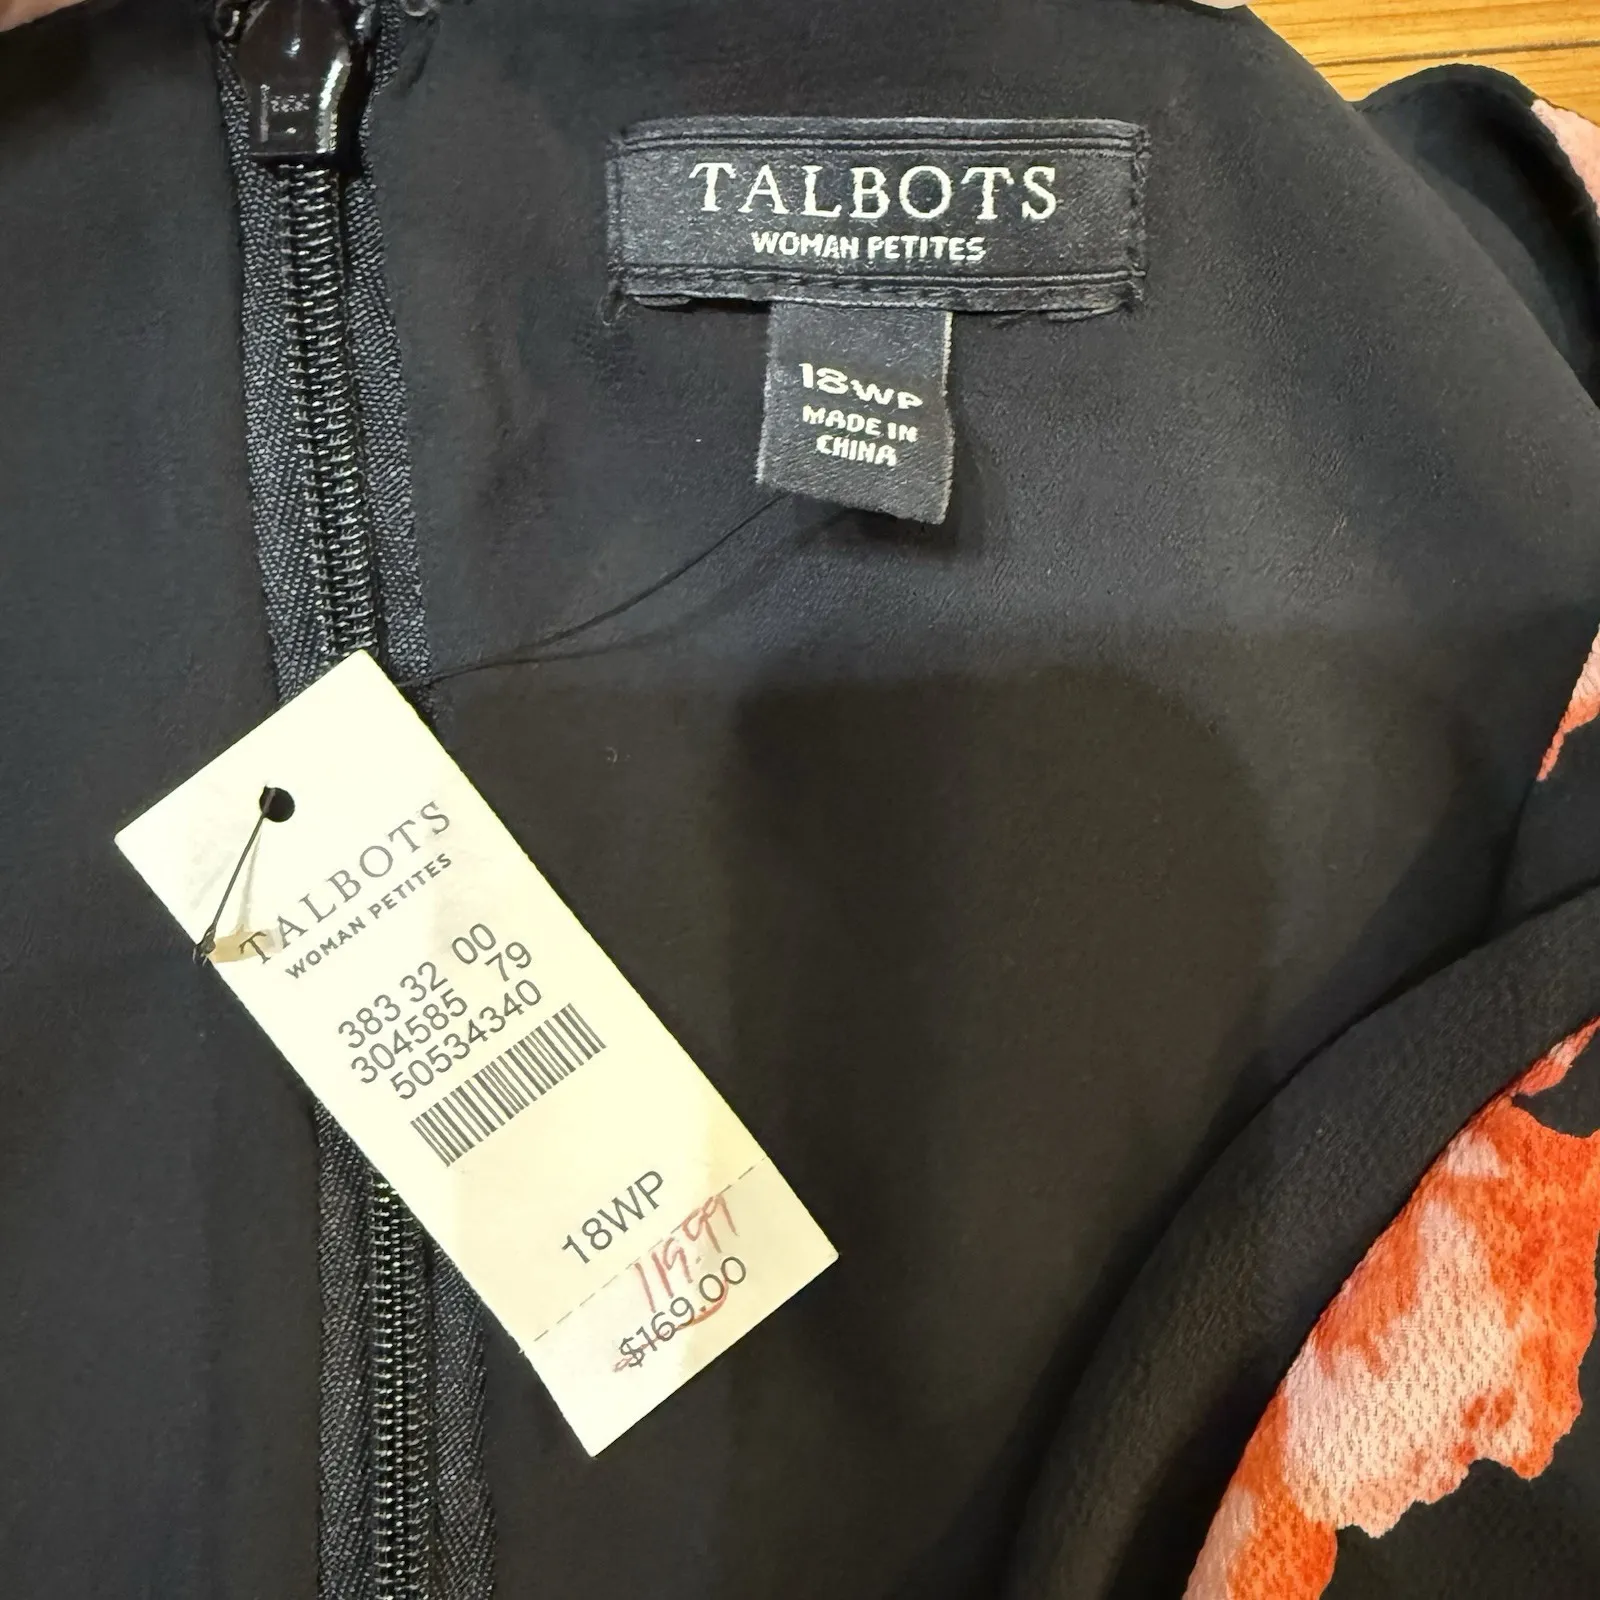 TALBOTS
WOMAN PETITES
18WP
MADE IN
CHINA
TALBOTS
WOMAN PETITES
383 32 00
304585 79
50534340
18WP
119.99
$169.00